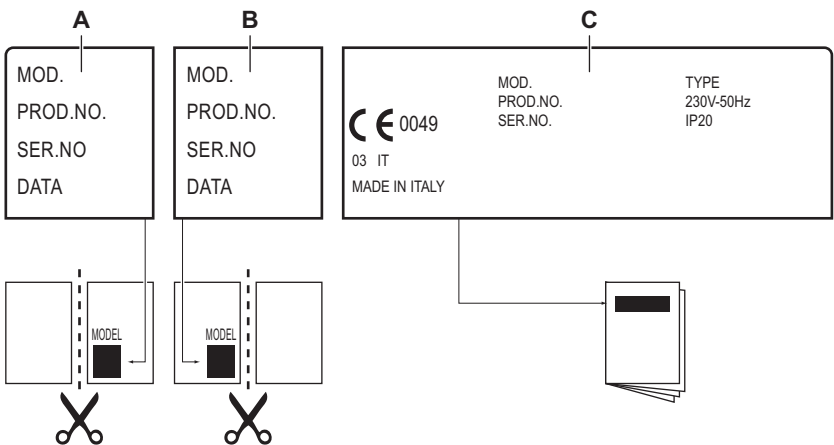 A
B
C
MOD.
PROD.NO.
SER.NO
DATA
MOD.
PROD.NO.
SER.NO
DATA
CE 0049
03 IT
MADE IN ITALY
MOD.
PROD.NO.
SER.NO.
TYPE
230V-50Hz
IP20
MODEL
MODEL